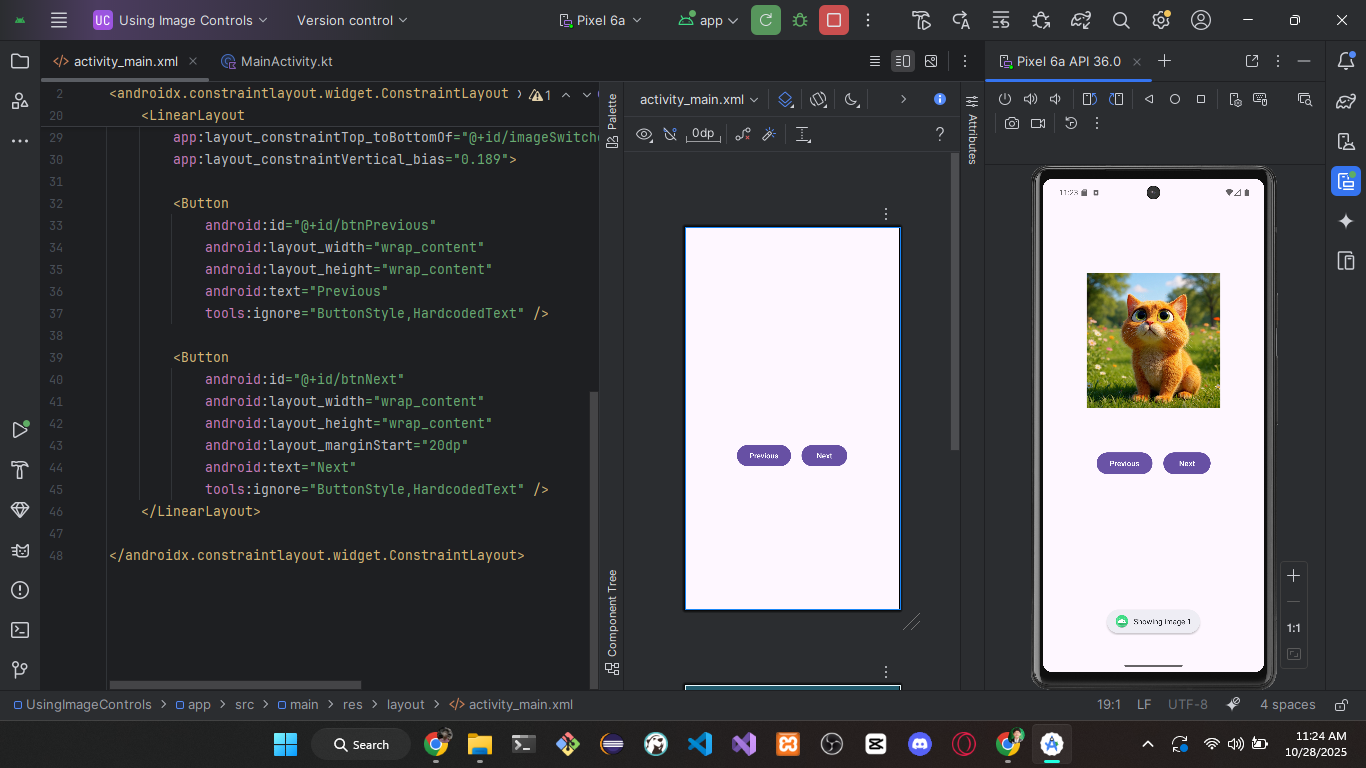 UC Using Image Controls Version control Pixel 6a app
activity_main.xml MainActivity.kt
2 <androidx.constraintlayout.widget.ConstraintLayout 1
20 <LinearLayout
29 app:layout_constraintTop_toBottomOf="@+id/imageSwitche
30 app:layout_constraintVertical_bias="0.189">
31
32 <Button
33 android:id="@+id/btnPrevious"
34 android:layout_width="wrap_content"
35 android:layout_height="wrap_content"
36 android:text="Previous"
37 tools:ignore="ButtonStyle,HardcodedText" />
38
39 <Button
40 android:id="@+id/btnNext"
41 android:layout_width="wrap_content"
42 android:layout_height="wrap_content"
43 android:layout_marginStart="20dp"
44 android:text="Next"
45 tools:ignore="ButtonStyle,HardcodedText" />
46 </LinearLayout>
47
48 </androidx.constraintlayout.widget.ConstraintLayout>
Palette
Component Tree
activity_main.xml
0dp
?
Previous Next
Attributes
Pixel 6a API 36.0
11:23
Previous Next
Showing Image 1
1:1
UsingImageControls app src main res layout activity_main.xml 19:1 LF UTF-8 4 spaces
Search
11:24 AM
10/28/2025